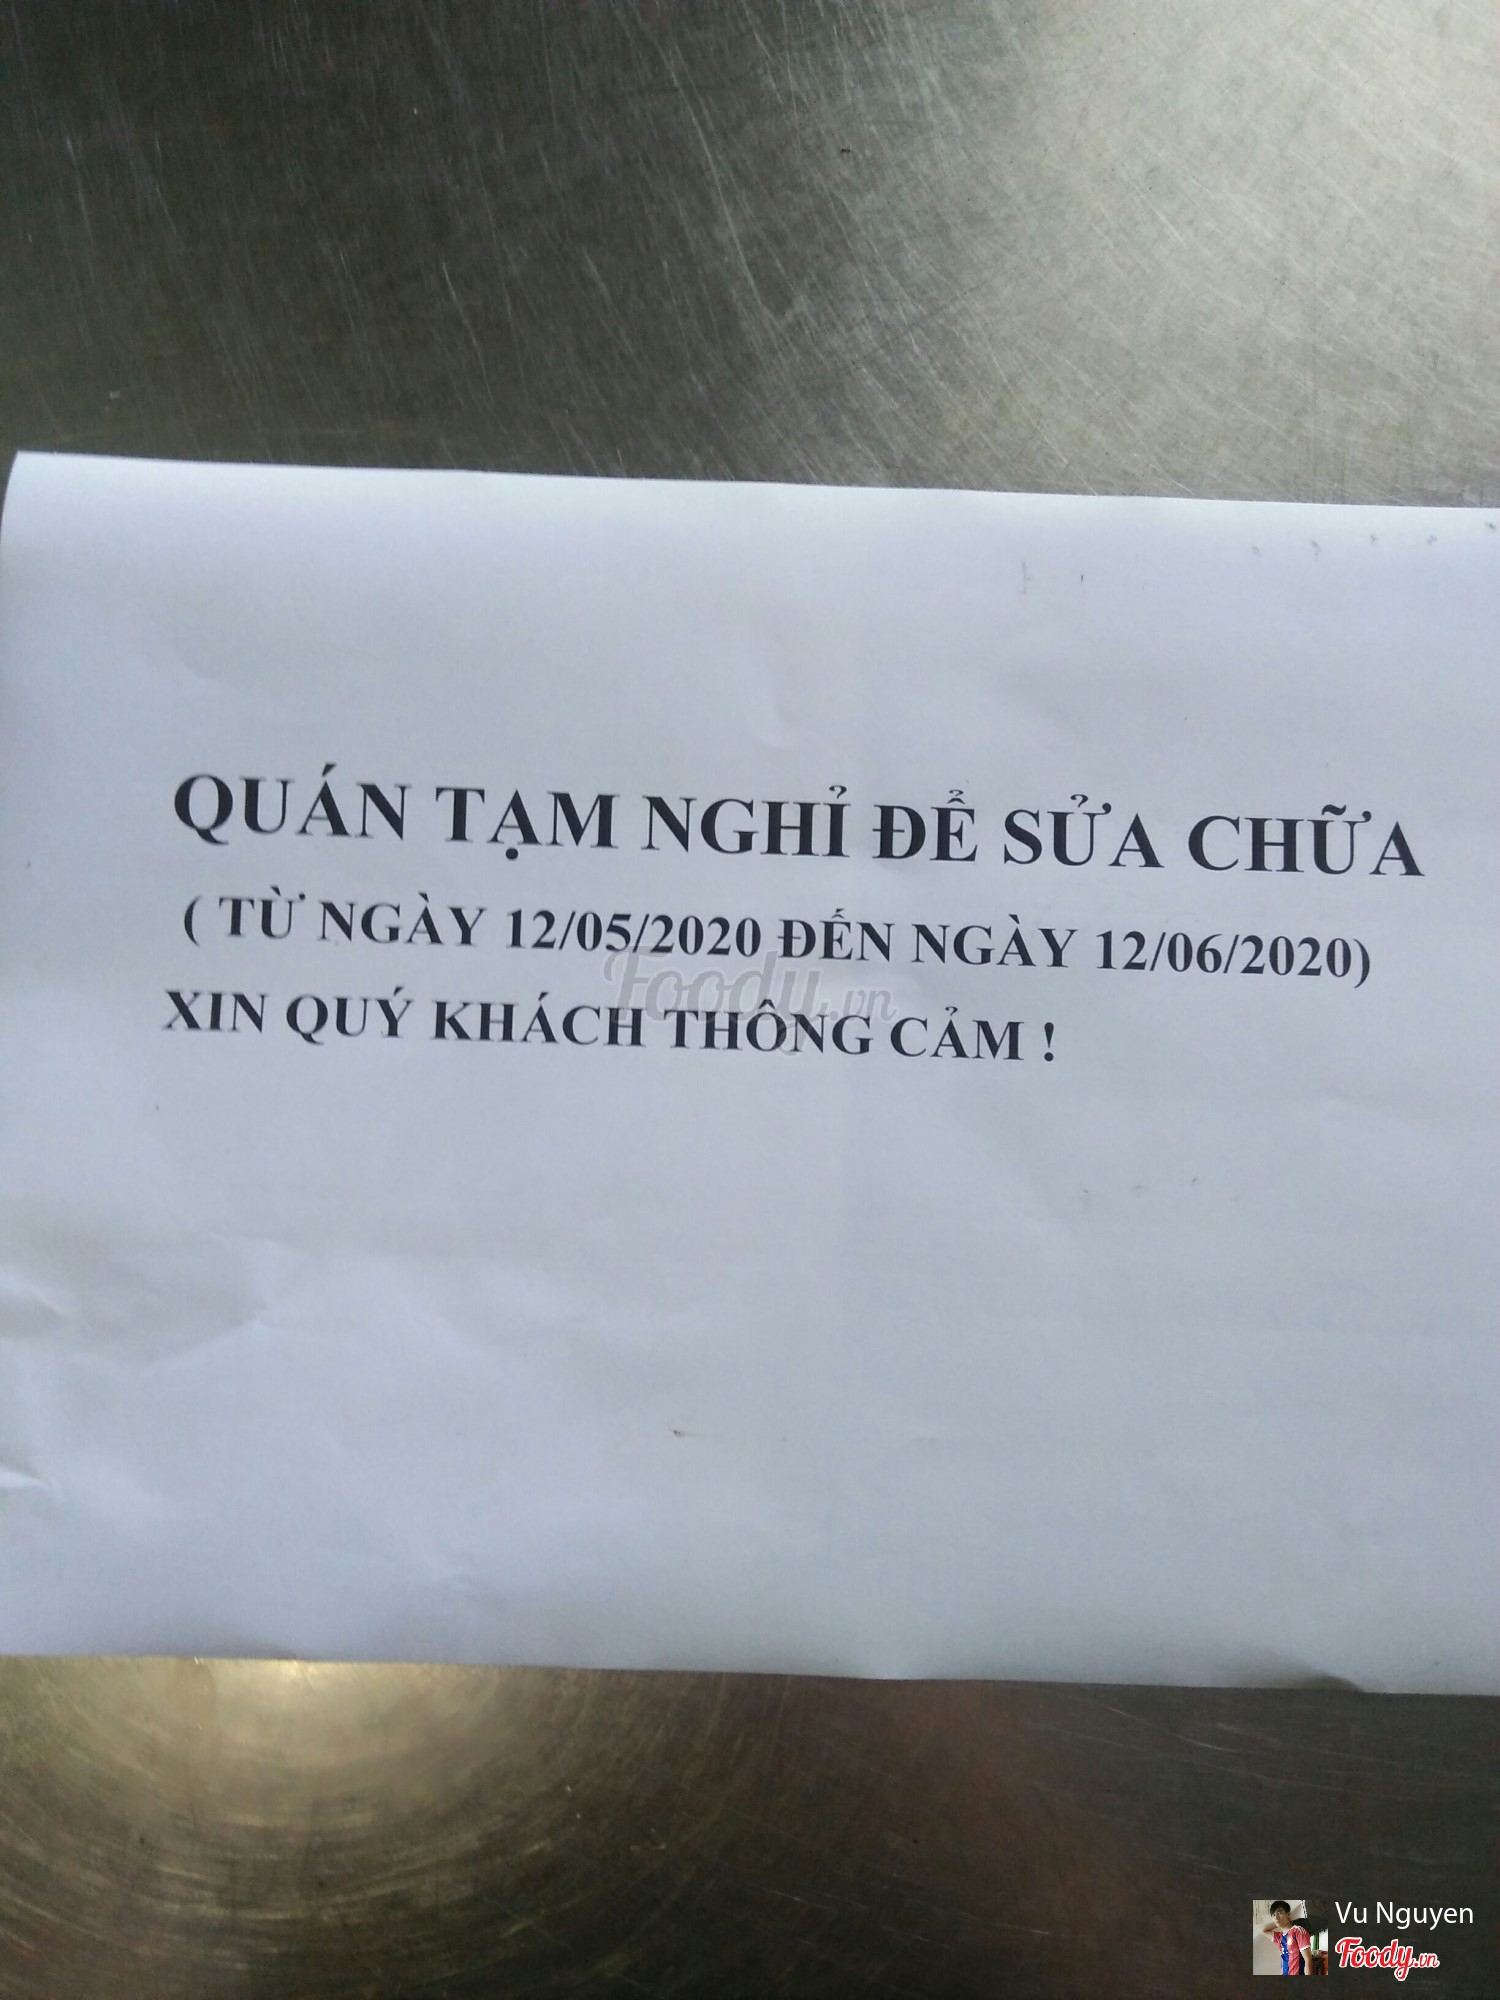 QUÁN TẠM NGHỈ ĐỂ SỬA CHỮA
( TỪ NGÀY 12/05/2020 ĐẾN NGÀY 12/06/2020)
Foody.vn
XIN QUÝ KHÁCH THÔNG CẢM !
Vu Nguyen
Foody.vn